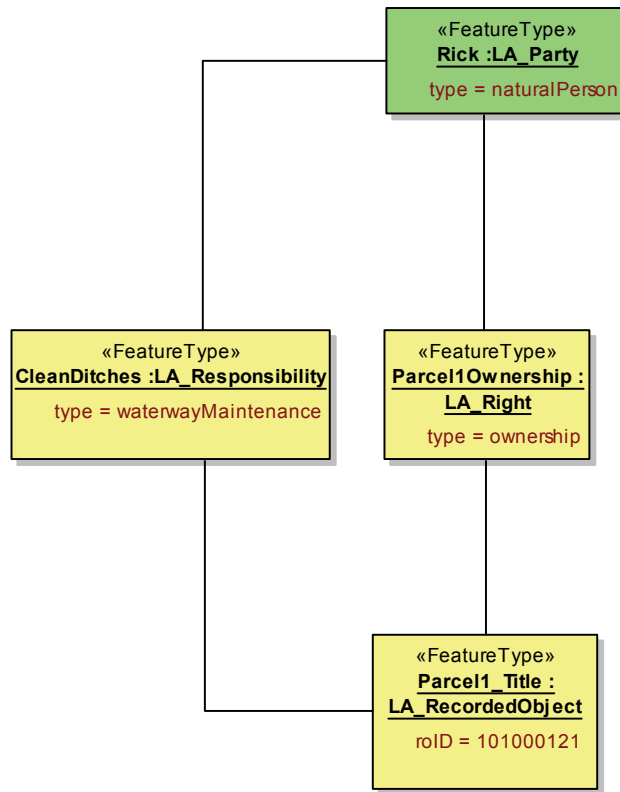 «FeatureType»
Rick :LA_Party
type = naturalPerson
«FeatureType»
CleanDitches :LA_Responsibility
type = waterwayMaintenance
«FeatureType»
Parcel1Ownership :
LA_Right
type = ownership
«FeatureType»
Parcel1_Title :
LA_RecordedObject
roID = 101000121